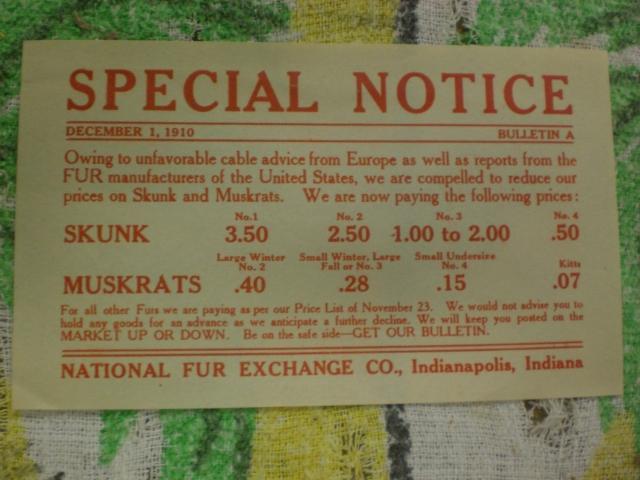 SPECIAL NOTICE
DECEMBER 1, 1910 BULLETIN A
Owing to unfavorable cable advice from Europe as well as reports from the
FUR manufacturers of the United States, we are compelled to reduce our
prices on Skunk and Muskrats. We are now paying the following prices:
No.1 No. 2 No. 3 No. 4
SKUNK 3.50 2.50 1.00 to 2.00 .50
Large Winter Small Winter, Large Small Undersize
No. 2 Fall or No. 3 No. 4 Kitts
MUSKRATS .40 .28 .15 .07
For all other Furs we are paying as per our Price List of November 23. We would not advise you to
hold any goods for an advance as we anticipate a further decline. We will keep you posted on the
MARKET UP OR DOWN. Be on the safe side—GET OUR BULLETIN.
NATIONAL FUR EXCHANGE CO., Indianapolis, Indiana